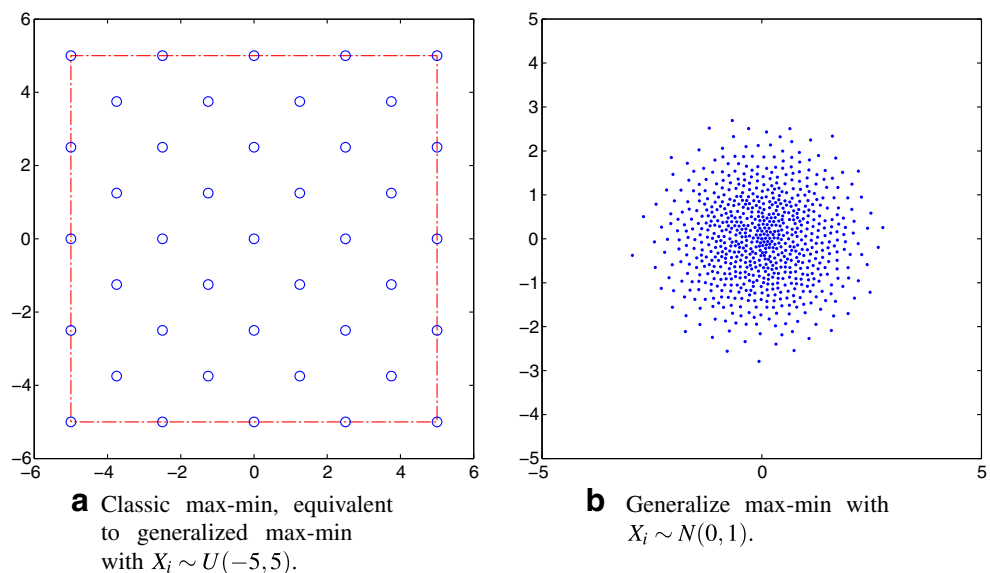 6
4
2
0
−2
−4
−6
−6 −4 −2 0 2 4 6
5
4
3
2
1
0
−1
−2
−3
−4
−5
−5 0 5
a Classic max-min, equivalent
to generalized max-min
with X_i ∼ U(−5,5).
b Generalize max-min with
X_i ∼ N(0,1).